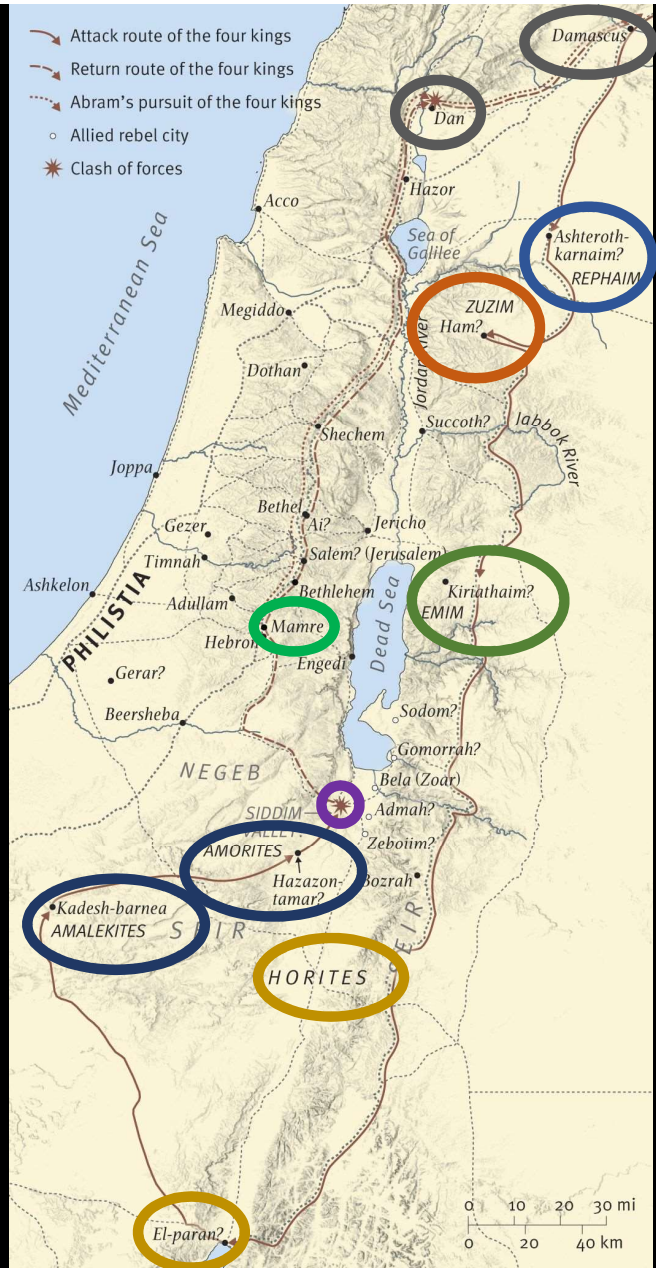 Attack route of the four kings
Return route of the four kings
Abram's pursuit of the four kings
Allied rebel city
Clash of forces
Damascus
Dan
Hazor
Acco
Sea of
Galilee
Ashteroth-
karnaim?
REPHAIM
Mediterranean Sea
Megiddo
ZUZIM
Ham?
Jordan River
Dothan
Shechem
Succoth?
Jabbok River
Joppa
Bethel
Ai?
Jericho
Gezer
Timnah
Salem? (Jerusalem)
Ashkelon
Bethlehem
Kiriathaim?
EMIM
Adullam
PHILISTIA
Mamre
Hebron
Dead Sea
Engedi
Gerar?
Beersheba
Sodom?
Gomorrah?
NEGEB
Bela (Zoar)
SIDDIM
VALLEY?
Admah?
Zeboiim?
AMORITES
Hazazon-
tamar?
Bozrah
Kadesh-barnea
AMALEKITES
SEIR
SEIR
HORITES
El-paran?
0 10 20 30 mi
0 20 40 km